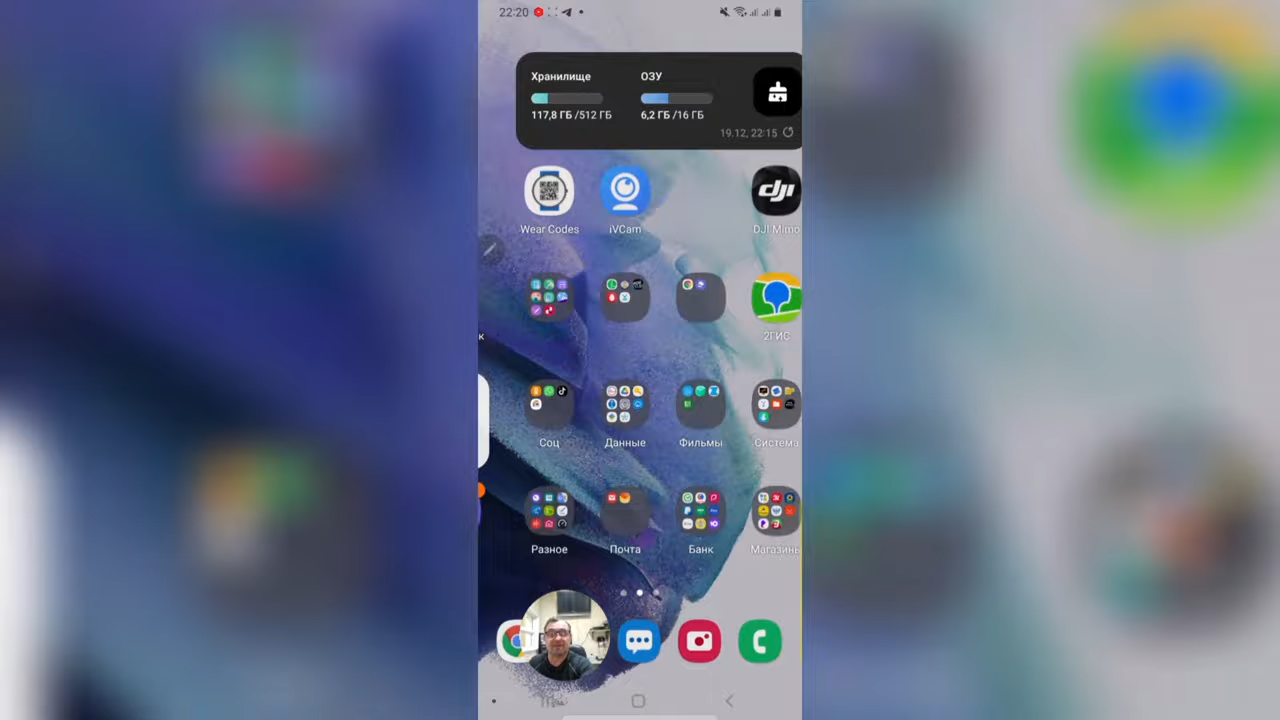 22:20
Хранилище
ОЗУ
117,8 ГБ /512 ГБ
6,2 ГБ /16 ГБ
19.12, 22:15
dji
Wear Codes
iVCam
DJI Mimo
к
2ГИС
Соц
Данные
Фильмы
Система
Разное
Почта
Банк
Магазины